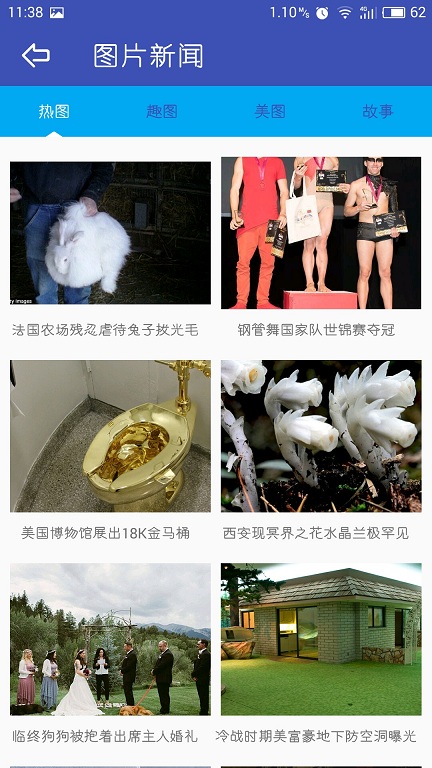 11:38
1.10 M/s 4G 62
图片新闻
热图 趣图 美图 故事
ty Images
法国农场残忍虐待兔子拔光毛
钢管舞国家队世锦赛夺冠
美国博物馆展出18K金马桶
西安现冥界之花水晶兰极罕见
临终狗狗被抱着出席主人婚礼
冷战时期美富豪地下防空洞曝光